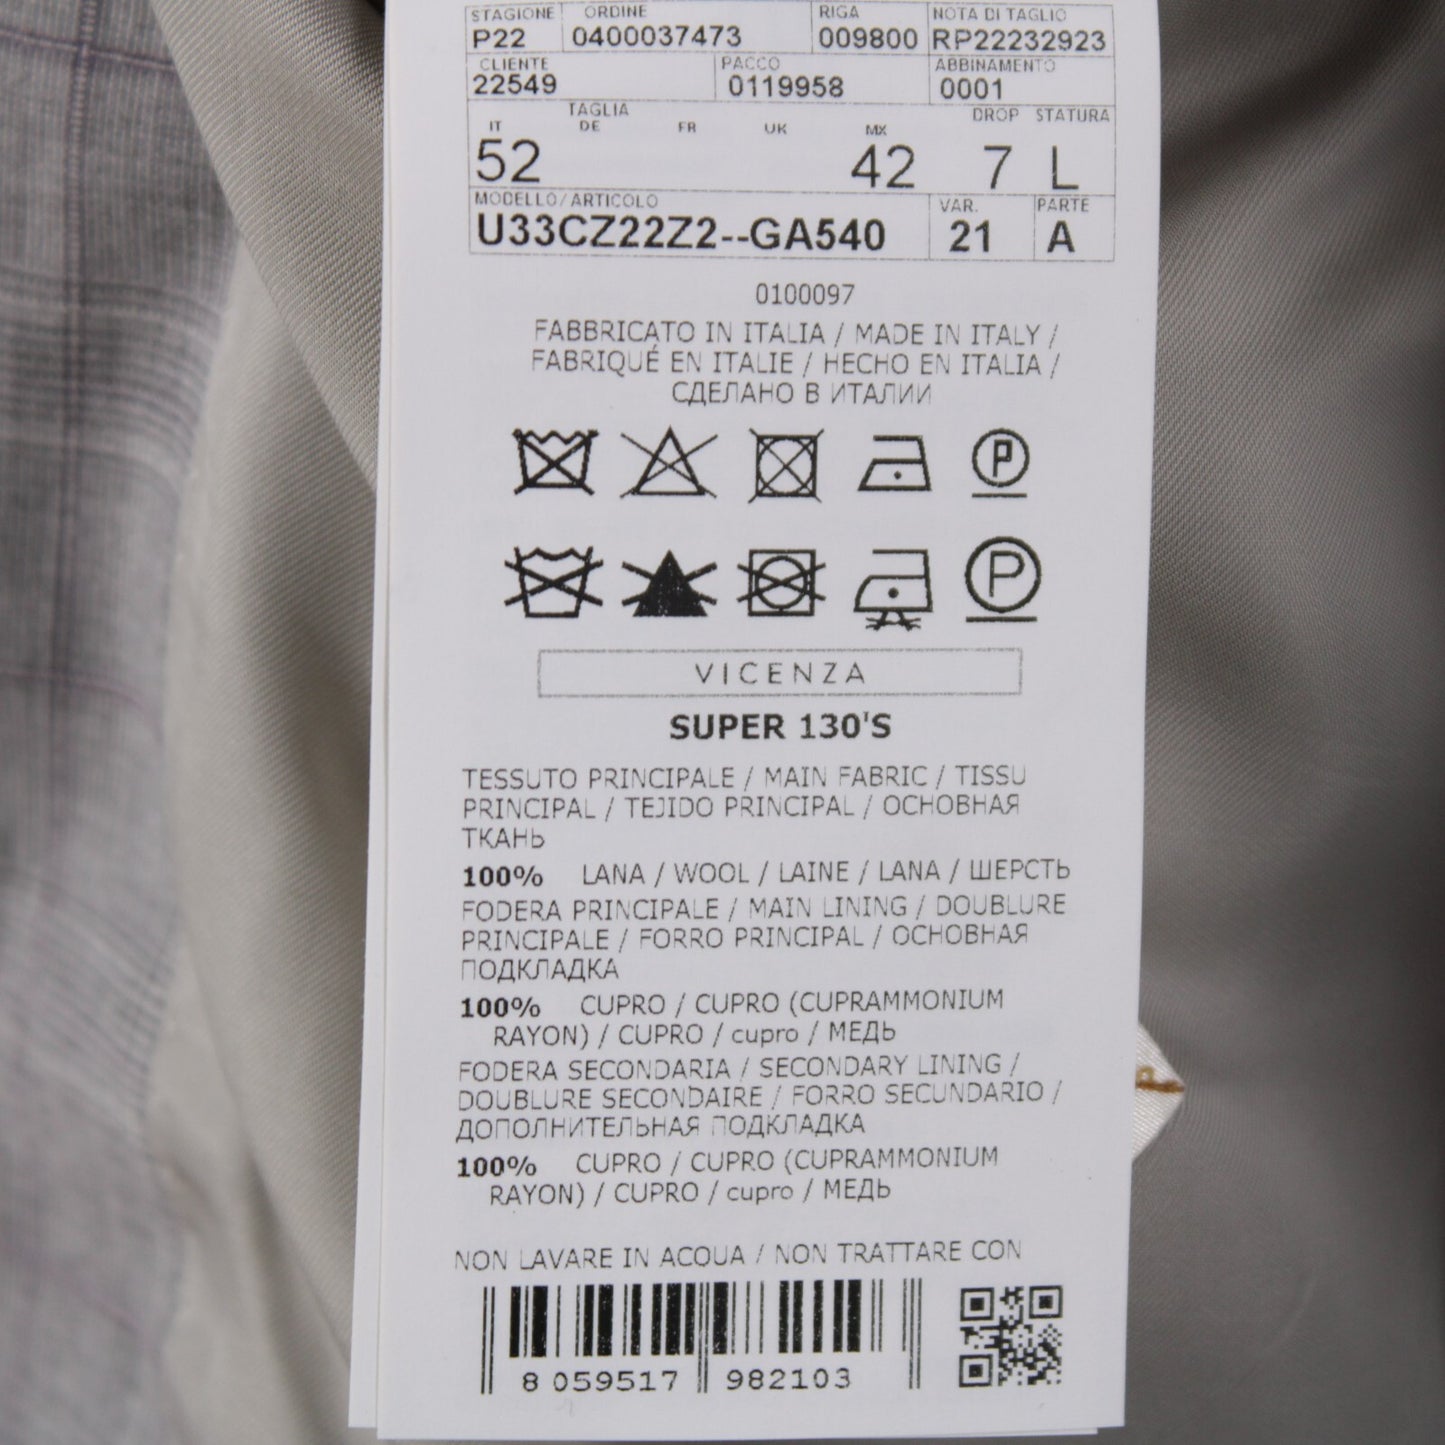 STAGIONE ORDINE RIGA NOTA DI TAGLIO
P22 0400037473 009800 RP22232923
CLIENTE PACCO ABBINAMENTO
22549 0119958 0001
TAGLIA DROP STATURA
IT DE FR UK MX
52 42 7 L
MODELLO/ARTICOLO VAR. PARTE
U33CZ22Z2--GA540 21 A
0100097
FABBRICATO IN ITALIA / MADE IN ITALY /
FABRIQUÉ EN ITALIE / HECHO EN ITALIA /
СДЕЛАНО В ИТАЛИИ
P
P
VICENZA
SUPER 130'S
TESSUTO PRINCIPALE / MAIN FABRIC / TISSU
PRINCIPAL / TEJIDO PRINCIPAL / ОСНОВНАЯ
ТКАНЬ
100% LANA / WOOL / LAINE / LANA / ШЕРСТЬ
FODERA PRINCIPALE / MAIN LINING / DOUBLURE
PRINCIPALE / FORRO PRINCIPAL / ОСНОВНАЯ
ПОДКЛАДКА
100% CUPRO / CUPRO (CUPRAMMONIUM
RAYON) / CUPRO / cupro / МЕДЬ
FODERA SECONDARIA / SECONDARY LINING /
DOUBLURE SECONDAIRE / FORRO SECUNDARIO /
ДОПОЛНИТЕЛЬНАЯ ПОДКЛАДКА
100% CUPRO / CUPRO (CUPRAMMONIUM
RAYON) / CUPRO / cupro / МЕДЬ
NON LAVARE IN ACQUA / NON TRATTARE CON
8 059517 982103